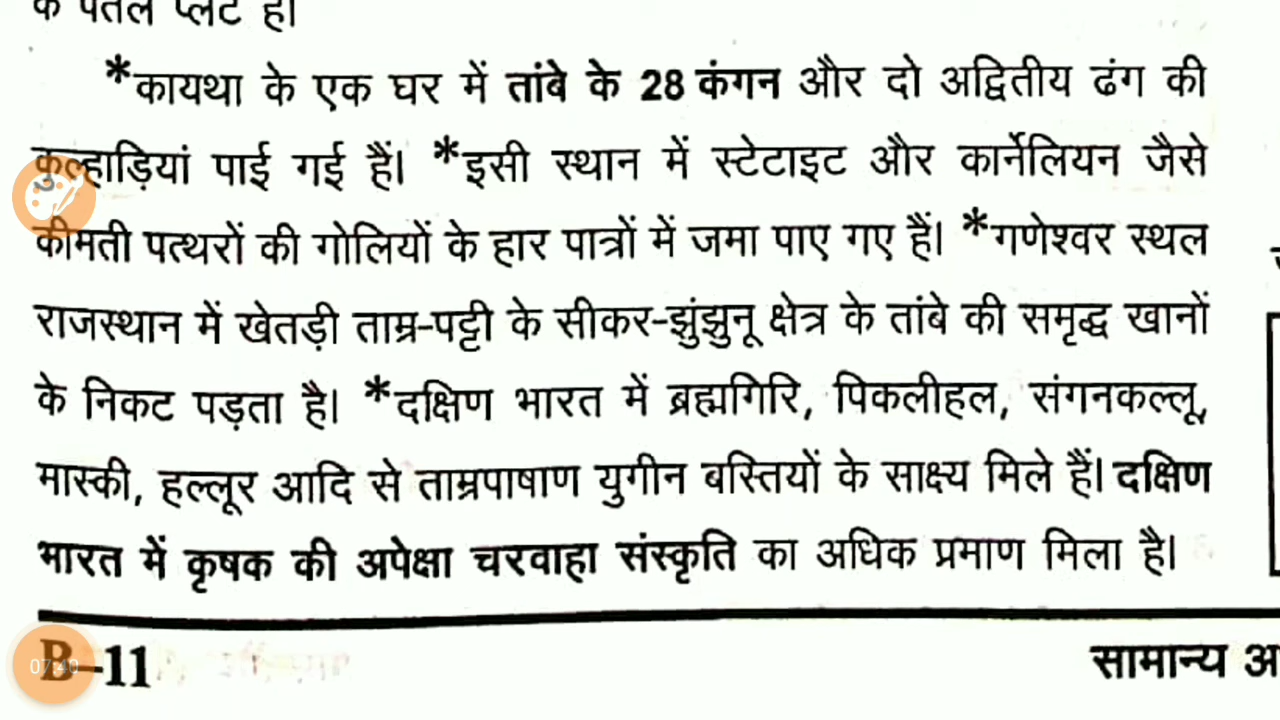 के पतले प्लेट हैं।
*कायथा के एक घर में तांबे के 28 कंगन और दो अद्वितीय ढंग की
कुल्हाड़ियां पाई गई हैं। *इसी स्थान में स्टेटाइट और कार्नेलियन जैसे
कीमती पत्थरों की गोलियों के हार पात्रों में जमा पाए गए हैं। *गणेश्वर स्थल
राजस्थान में खेतड़ी ताम्र-पट्टी के सीकर-झुंझुनू क्षेत्र के तांबे की समृद्ध खानों
के निकट पड़ता है। *दक्षिण भारत में ब्रह्मगिरि, पिकलीहल, संगनकल्लू,
मास्की, हल्लूर आदि से ताम्रपाषाण युगीन बस्तियों के साक्ष्य मिले हैं। दक्षिण
भारत में कृषक की अपेक्षा चरवाहा संस्कृति का अधिक प्रमाण मिला है।
B-11
07:40
सामान्य